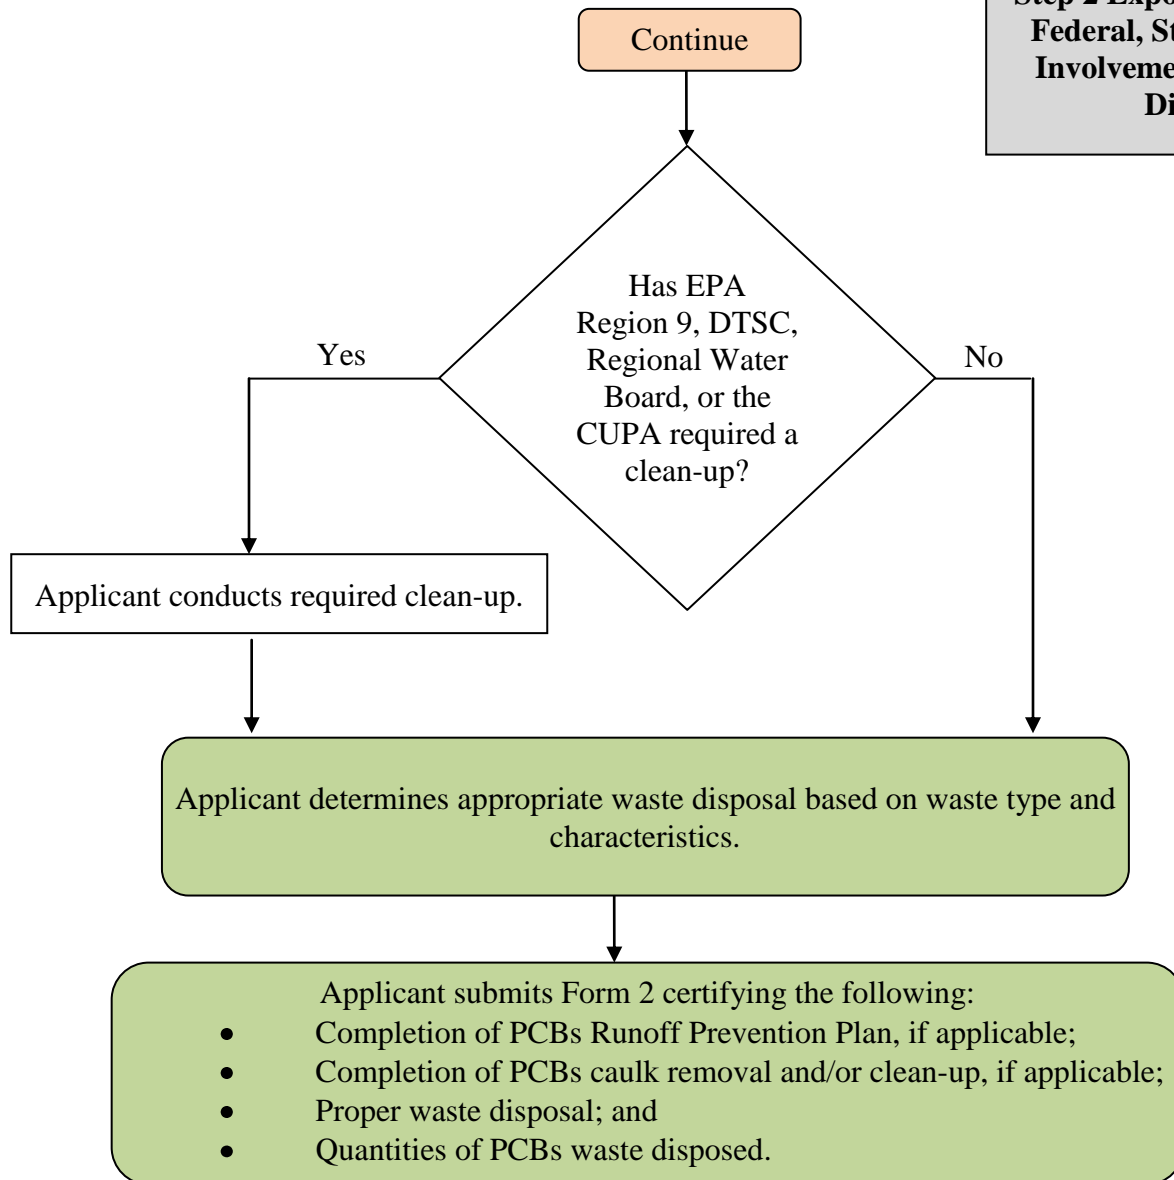 Continue
Step 2 Expo
Federal, St
Involveme
Di
Has EPA
Region 9, DTSC,
Regional Water
Board, or the
CUPA required a
clean-up?
Yes
No
Applicant conducts required clean-up.
Applicant determines appropriate waste disposal based on waste type and
characteristics.
Applicant submits Form 2 certifying the following:
• Completion of PCBs Runoff Prevention Plan, if applicable;
• Completion of PCBs caulk removal and/or clean-up, if applicable;
• Proper waste disposal; and
• Quantities of PCBs waste disposed.